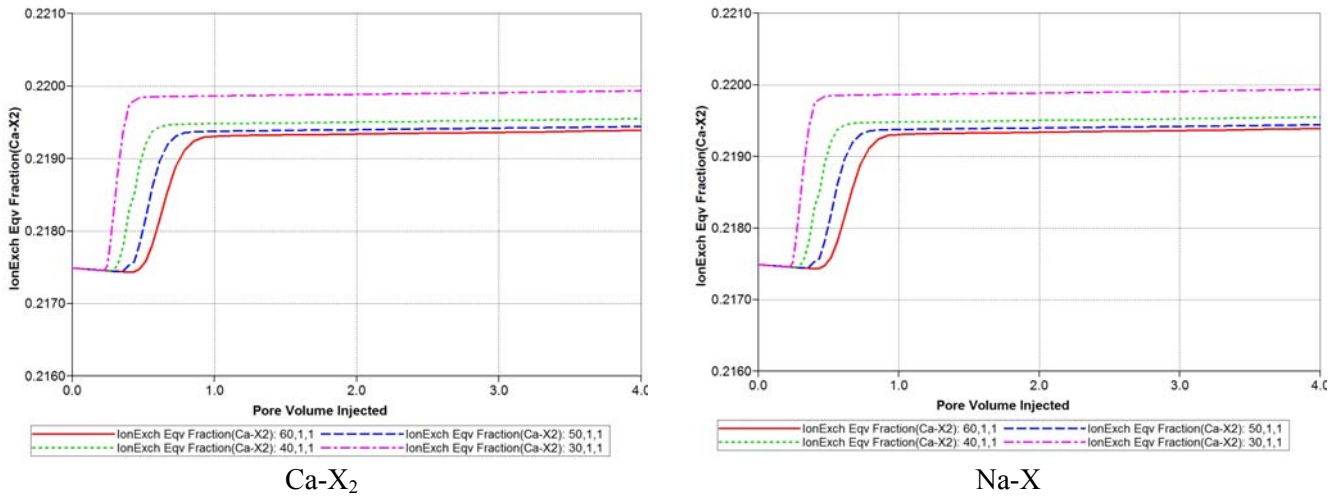 0.2210
0.2200
0.2190
0.2180
0.2170
0.2160
IonExch Eqv Fraction(Ca-X2)
0.0 1.0 2.0 3.0 4.0
Pore Volume Injected
IonExch Eqv Fraction(Ca-X2): 60,1,1 IonExch Eqv Fraction(Ca-X2): 50,1,1
IonExch Eqv Fraction(Ca-X2): 40,1,1 IonExch Eqv Fraction(Ca-X2): 30,1,1
Ca-X₂
0.2210
0.2200
0.2190
0.2180
0.2170
0.2160
IonExch Eqv Fraction(Ca-X2)
0.0 1.0 2.0 3.0 4.0
Pore Volume Injected
IonExch Eqv Fraction(Ca-X2): 60,1,1 IonExch Eqv Fraction(Ca-X2): 50,1,1
IonExch Eqv Fraction(Ca-X2): 40,1,1 IonExch Eqv Fraction(Ca-X2): 30,1,1
Na-X